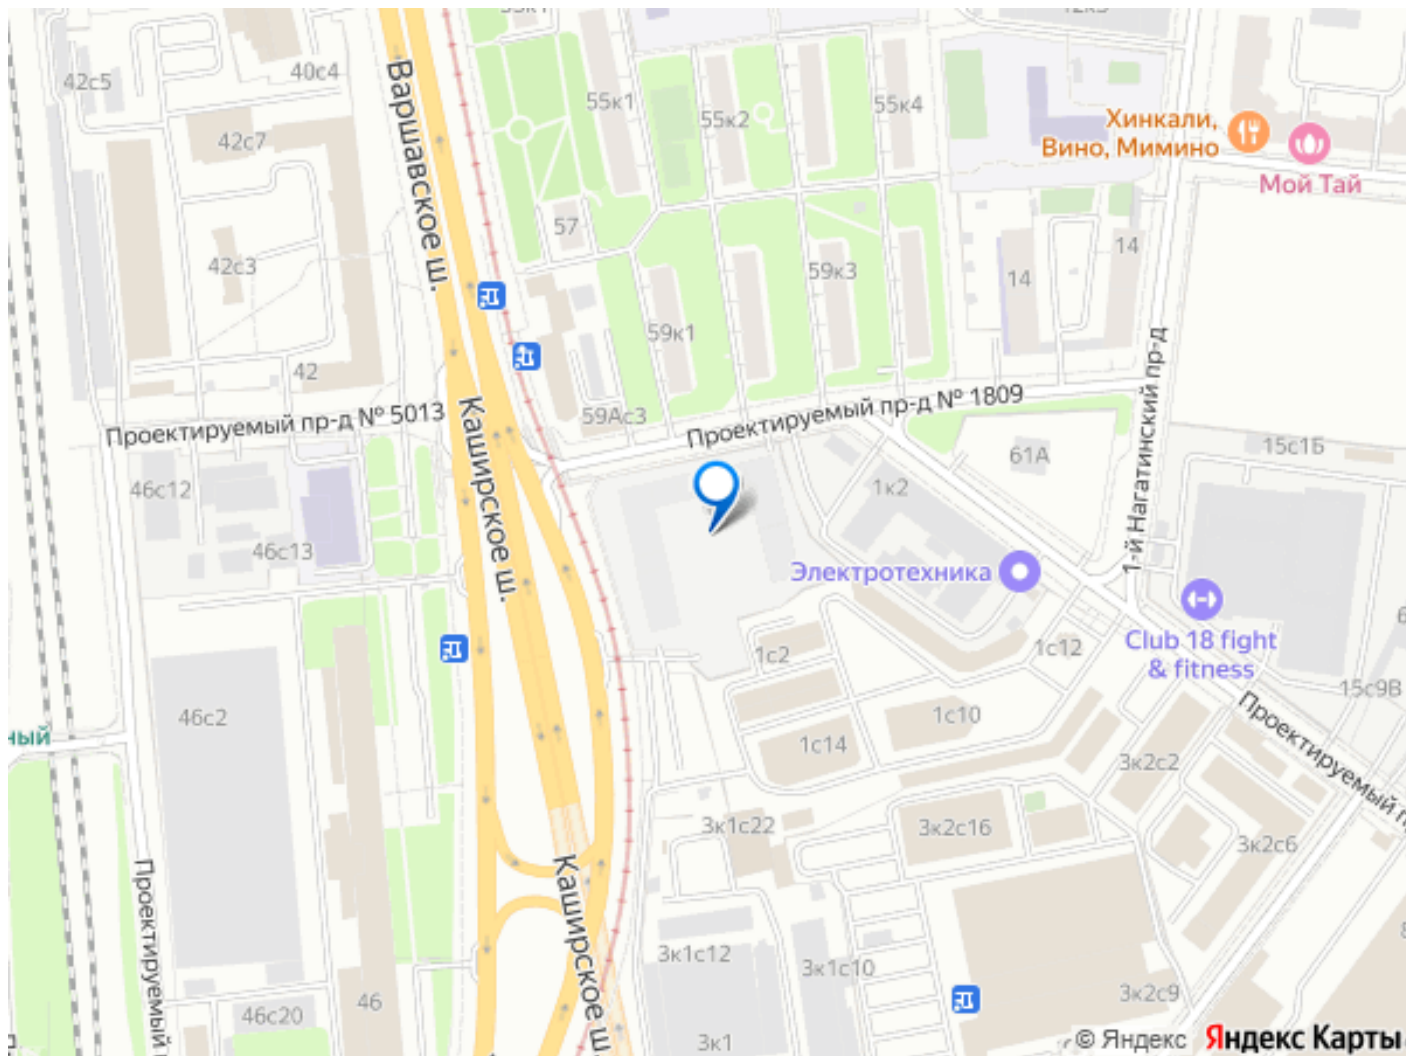 42с5
40с4
42с7
Варшавское ш.
55к1
55к2
55к4
Хинкали,
Вино, Мимино
Мой Тай
57
42с3
59к3
14
14
59к1
42
59Ас3
Проектируемый пр-д № 5013
Проектируемый пр-д № 1809
1-й Нагатинский пр-д
Каширское ш.
61А
15с1Б
46с12
1к2
46с13
Электротехника
Club 18 fight
& fitness
1с2
1с12
15с9В
46с2
1с10
ный
1с14
3к2с2
Проектируемый пр
3к1с22
3к2с16
3к2с6
Проектируемый
Каширское ш.
3к1с12
3к1с10
3к2с9
46
46с20
3к1
© Яндекс Яндекс Карты